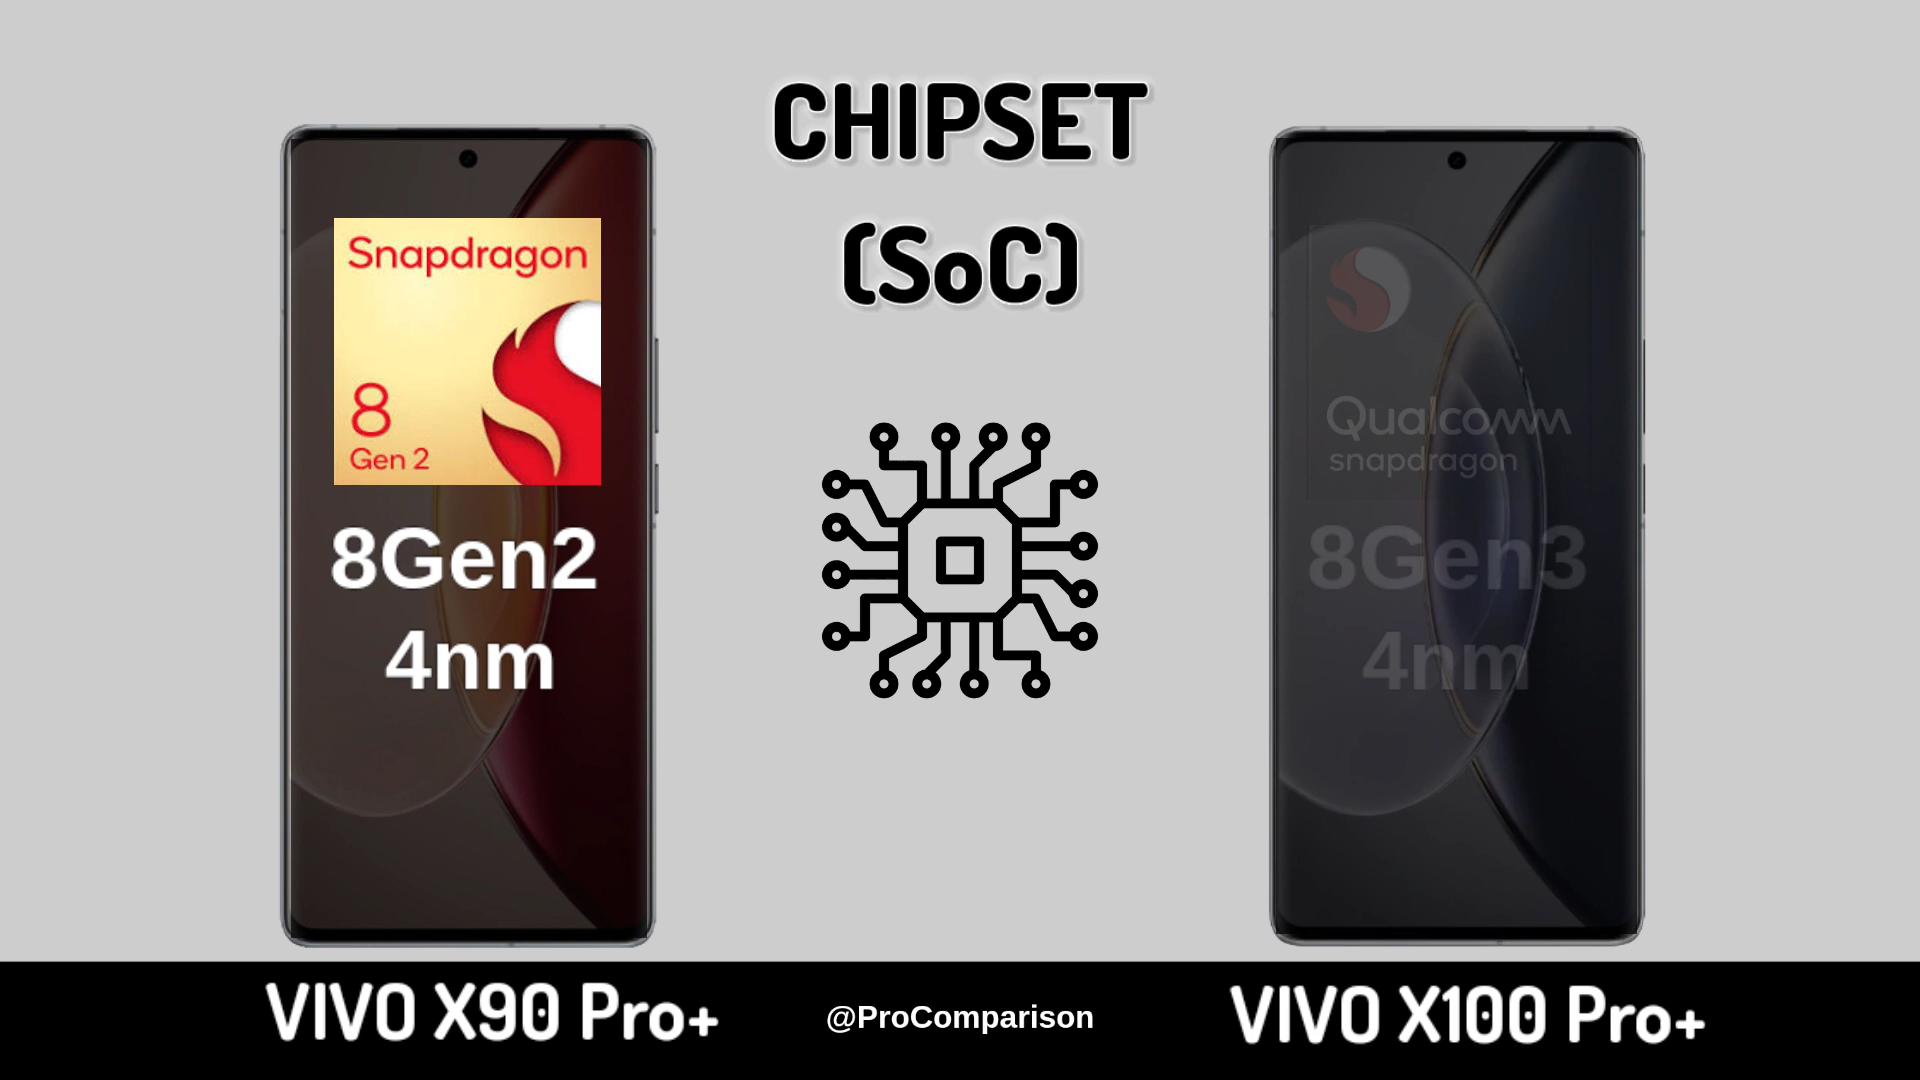 CHIPSET
(SoC)
Snapdragon
8
Gen 2
8Gen2
4nm
Qualcomm
snapdragon
8Gen3
4nm
VIVO X90 Pro+
@ProComparison
VIVO X100 Pro+